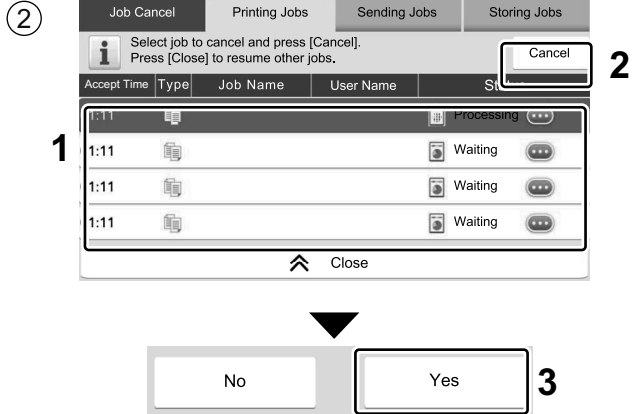 ②
Job Cancel Printing Jobs Sending Jobs Storing Jobs
Select job to cancel and press [Cancel].
Press [Close] to resume other jobs.
Cancel
2
Accept Time Type Job Name User Name
1
1:11 Processing
1:11 Waiting
1:11 Waiting
1:11 Waiting
Close
No Yes
3